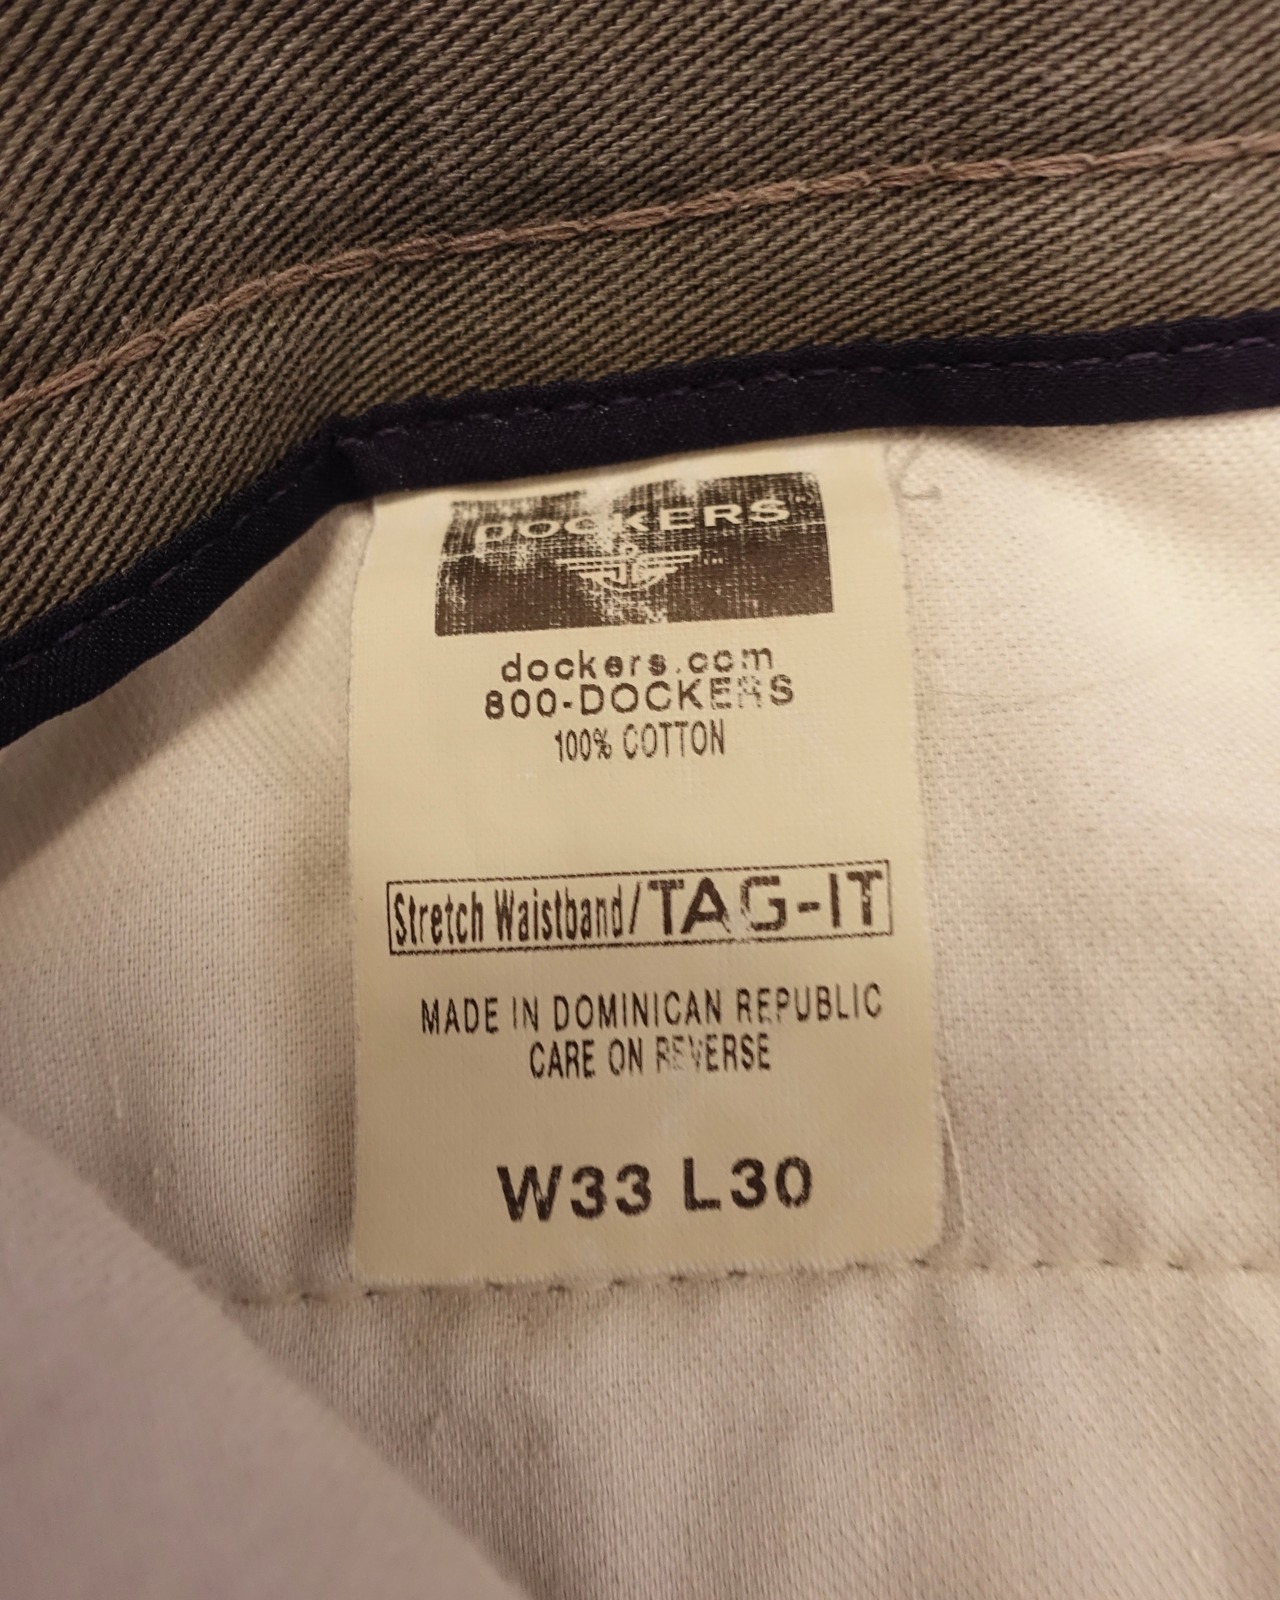 DOCKERS™
dockers.com
800-DOCKERS
100% COTTON
Stretch Waistband/TAG-IT
MADE IN DOMINICAN REPUBLIC
CARE ON REVERSE
W33 L30